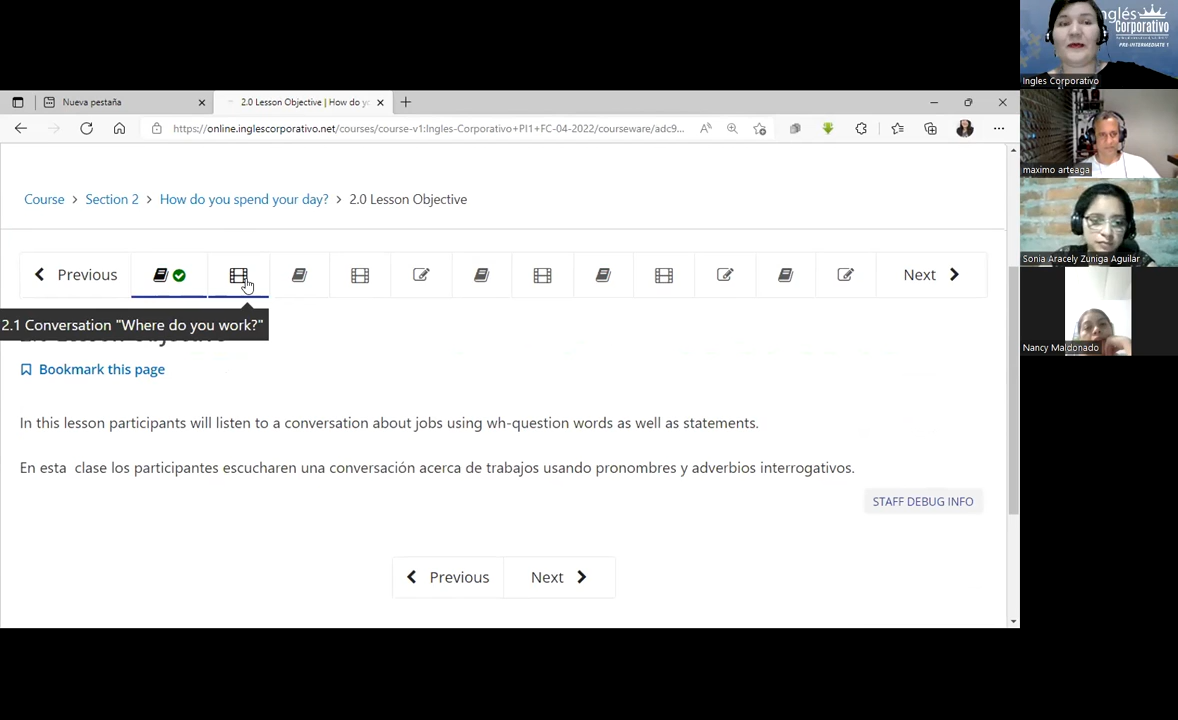 Nueva pestaña
2.0 Lesson Objective | How do yo
https://online.inglescorporativo.net/courses/course-v1:Ingles-Corporativo+PI1+FC-04-2022/courseware/adc9...
Course > Section 2 > How do you spend your day? > 2.0 Lesson Objective
Previous
Next
2.1 Conversation "Where do you work?"
Bookmark this page
In this lesson participants will listen to a conversation about jobs using wh-question words as well as statements.
En esta clase los participantes escucharen una conversación acerca de trabajos usando pronombres y adverbios interrogativos.
STAFF DEBUG INFO
Previous
Next
Inglés
Corporativo
PRE-INTERMEDIATE 1
Ingles Corporativo
maximo arteaga
Sonia Aracely Zuniga Aguilar
Nancy Maldonado